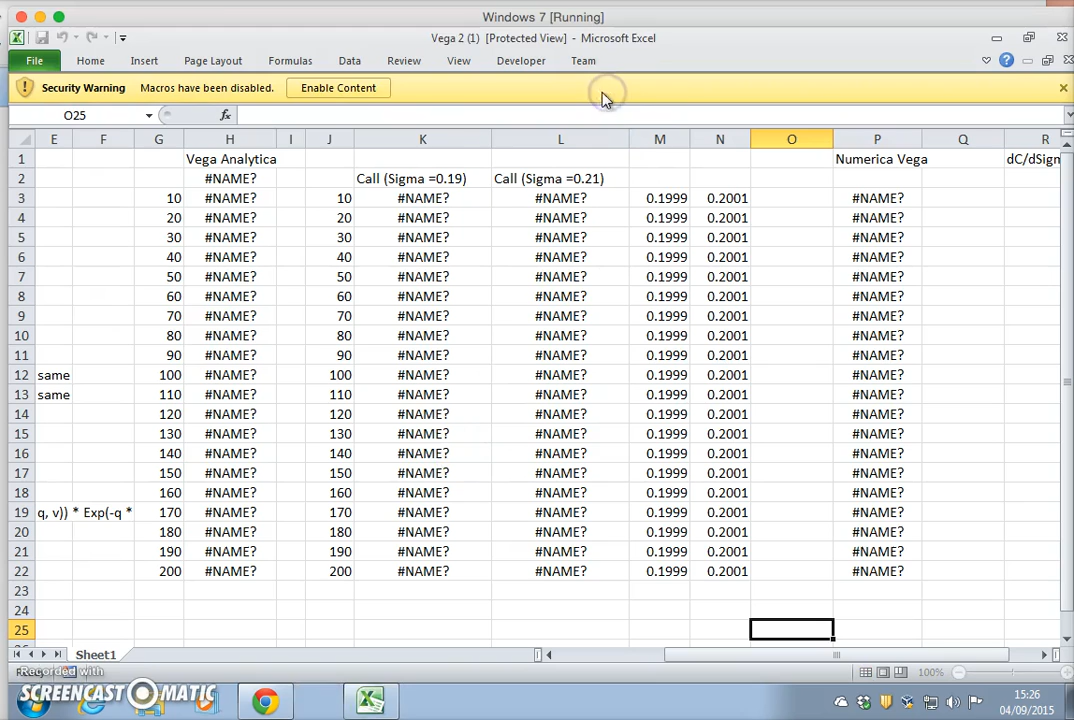 Windows 7 [Running]
Vega 2 (1) [Protected View] - Microsoft Excel
File Home Insert Page Layout Formulas Data Review View Developer Team
Security Warning Macros have been disabled. Enable Content
O25 fx
E F G H I J K L M N O P Q R
1 Vega Analytica Numerica Vega dC/dSigm
2 #NAME? Call (Sigma =0.19) Call (Sigma =0.21)
3 10 #NAME? 10 #NAME? #NAME? 0.1999 0.2001 #NAME?
4 20 #NAME? 20 #NAME? #NAME? 0.1999 0.2001 #NAME?
5 30 #NAME? 30 #NAME? #NAME? 0.1999 0.2001 #NAME?
6 40 #NAME? 40 #NAME? #NAME? 0.1999 0.2001 #NAME?
7 50 #NAME? 50 #NAME? #NAME? 0.1999 0.2001 #NAME?
8 60 #NAME? 60 #NAME? #NAME? 0.1999 0.2001 #NAME?
9 70 #NAME? 70 #NAME? #NAME? 0.1999 0.2001 #NAME?
10 80 #NAME? 80 #NAME? #NAME? 0.1999 0.2001 #NAME?
11 90 #NAME? 90 #NAME? #NAME? 0.1999 0.2001 #NAME?
12 same 100 #NAME? 100 #NAME? #NAME? 0.1999 0.2001 #NAME?
13 same 110 #NAME? 110 #NAME? #NAME? 0.1999 0.2001 #NAME?
14 120 #NAME? 120 #NAME? #NAME? 0.1999 0.2001 #NAME?
15 130 #NAME? 130 #NAME? #NAME? 0.1999 0.2001 #NAME?
16 140 #NAME? 140 #NAME? #NAME? 0.1999 0.2001 #NAME?
17 150 #NAME? 150 #NAME? #NAME? 0.1999 0.2001 #NAME?
18 160 #NAME? 160 #NAME? #NAME? 0.1999 0.2001 #NAME?
19 q, v)) * Exp(-q * 170 #NAME? 170 #NAME? #NAME? 0.1999 0.2001 #NAME?
20 180 #NAME? 180 #NAME? #NAME? 0.1999 0.2001 #NAME?
21 190 #NAME? 190 #NAME? #NAME? 0.1999 0.2001 #NAME?
22 200 #NAME? 200 #NAME? #NAME? 0.1999 0.2001 #NAME?
23
24
25
Sheet1
Recorded with
100%
SCREENCAST-O-MATIC
15:26
04/09/2015